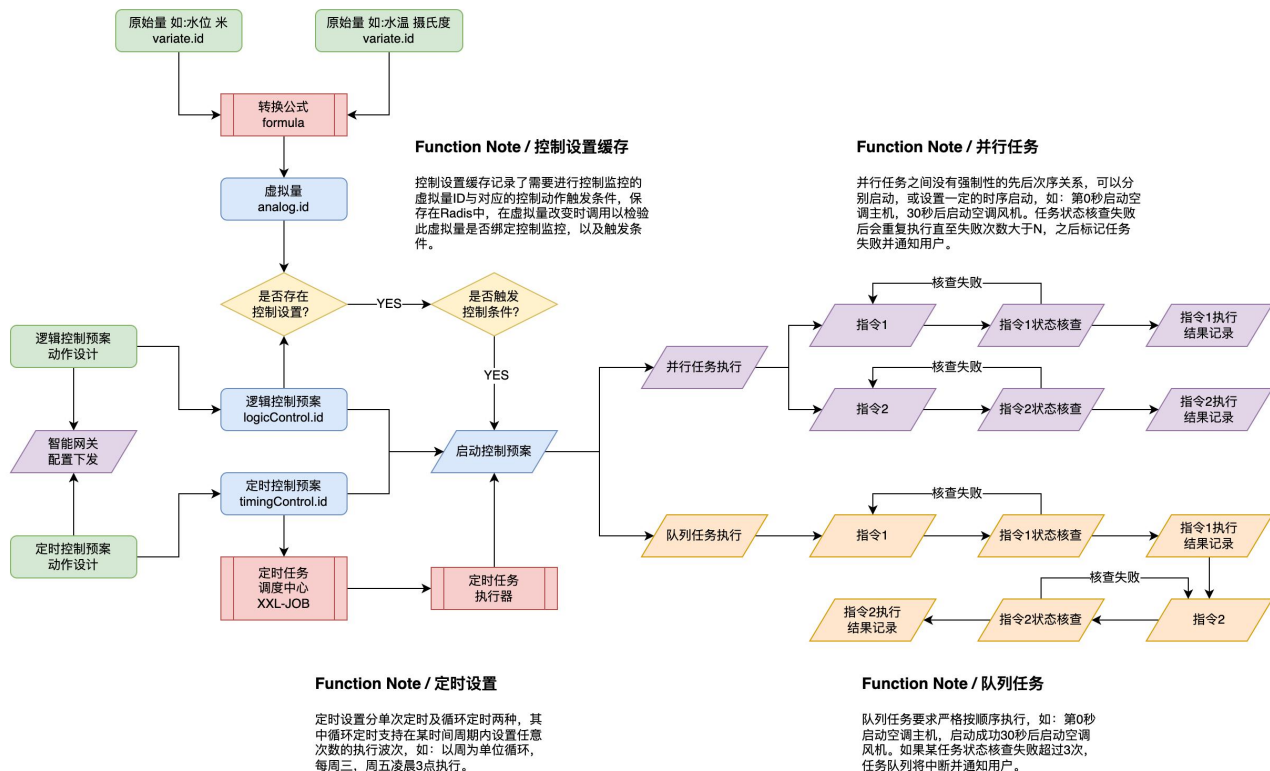 原始量 如:水位 米
variate.id
原始量 如:水温 摄氏度
variate.id
转换公式
formula
虚拟量
analog.id
Function Note / 控制设置缓存
控制设置缓存记录了需要进行控制监控的
虚拟量ID与对应的控制动作触发条件，保
存在Radis中，在虚拟量改变时调用以检验
此虚拟量是否绑定控制监控，以及触发条
件。
Function Note / 并行任务
并行任务之间没有强制性的先后次序关系，可以分
别启动，或设置一定的时序启动，如：第0秒启动空
调主机，30秒后启动空调风机。任务状态核查失败
后会重复执行直至失败次数大于N，之后标记任务
失败并通知用户。
是否存在
控制设置?
YES
是否触发
控制条件?
YES
逻辑控制预案
动作设计
智能网关
配置下发
定时控制预案
动作设计
逻辑控制预案
logicControl.id
定时控制预案
timingControl.id
启动控制预案
定时任务
调度中心
XXL-JOB
定时任务
执行器
并行任务执行
核查失败
指令1
指令1状态核查
指令1执行
结果记录
核查失败
指令2
指令2状态核查
指令2执行
结果记录
队列任务执行
核查失败
指令1
指令1状态核查
指令1执行
结果记录
核查失败
指令2执行
结果记录
指令2状态核查
指令2
Function Note / 定时设置
定时设置分单次定时及循环定时两种，其
中循环定时支持在某时间周期内设置任意
次数的执行波次，如：以周为单位循环，
每周三，周五凌晨3点执行。
Function Note / 队列任务
队列任务要求严格按顺序执行，如：第0秒
启动空调主机，启动成功30秒后启动空调
风机。如果某任务状态核查失败超过3次，
任务队列将中断并通知用户。